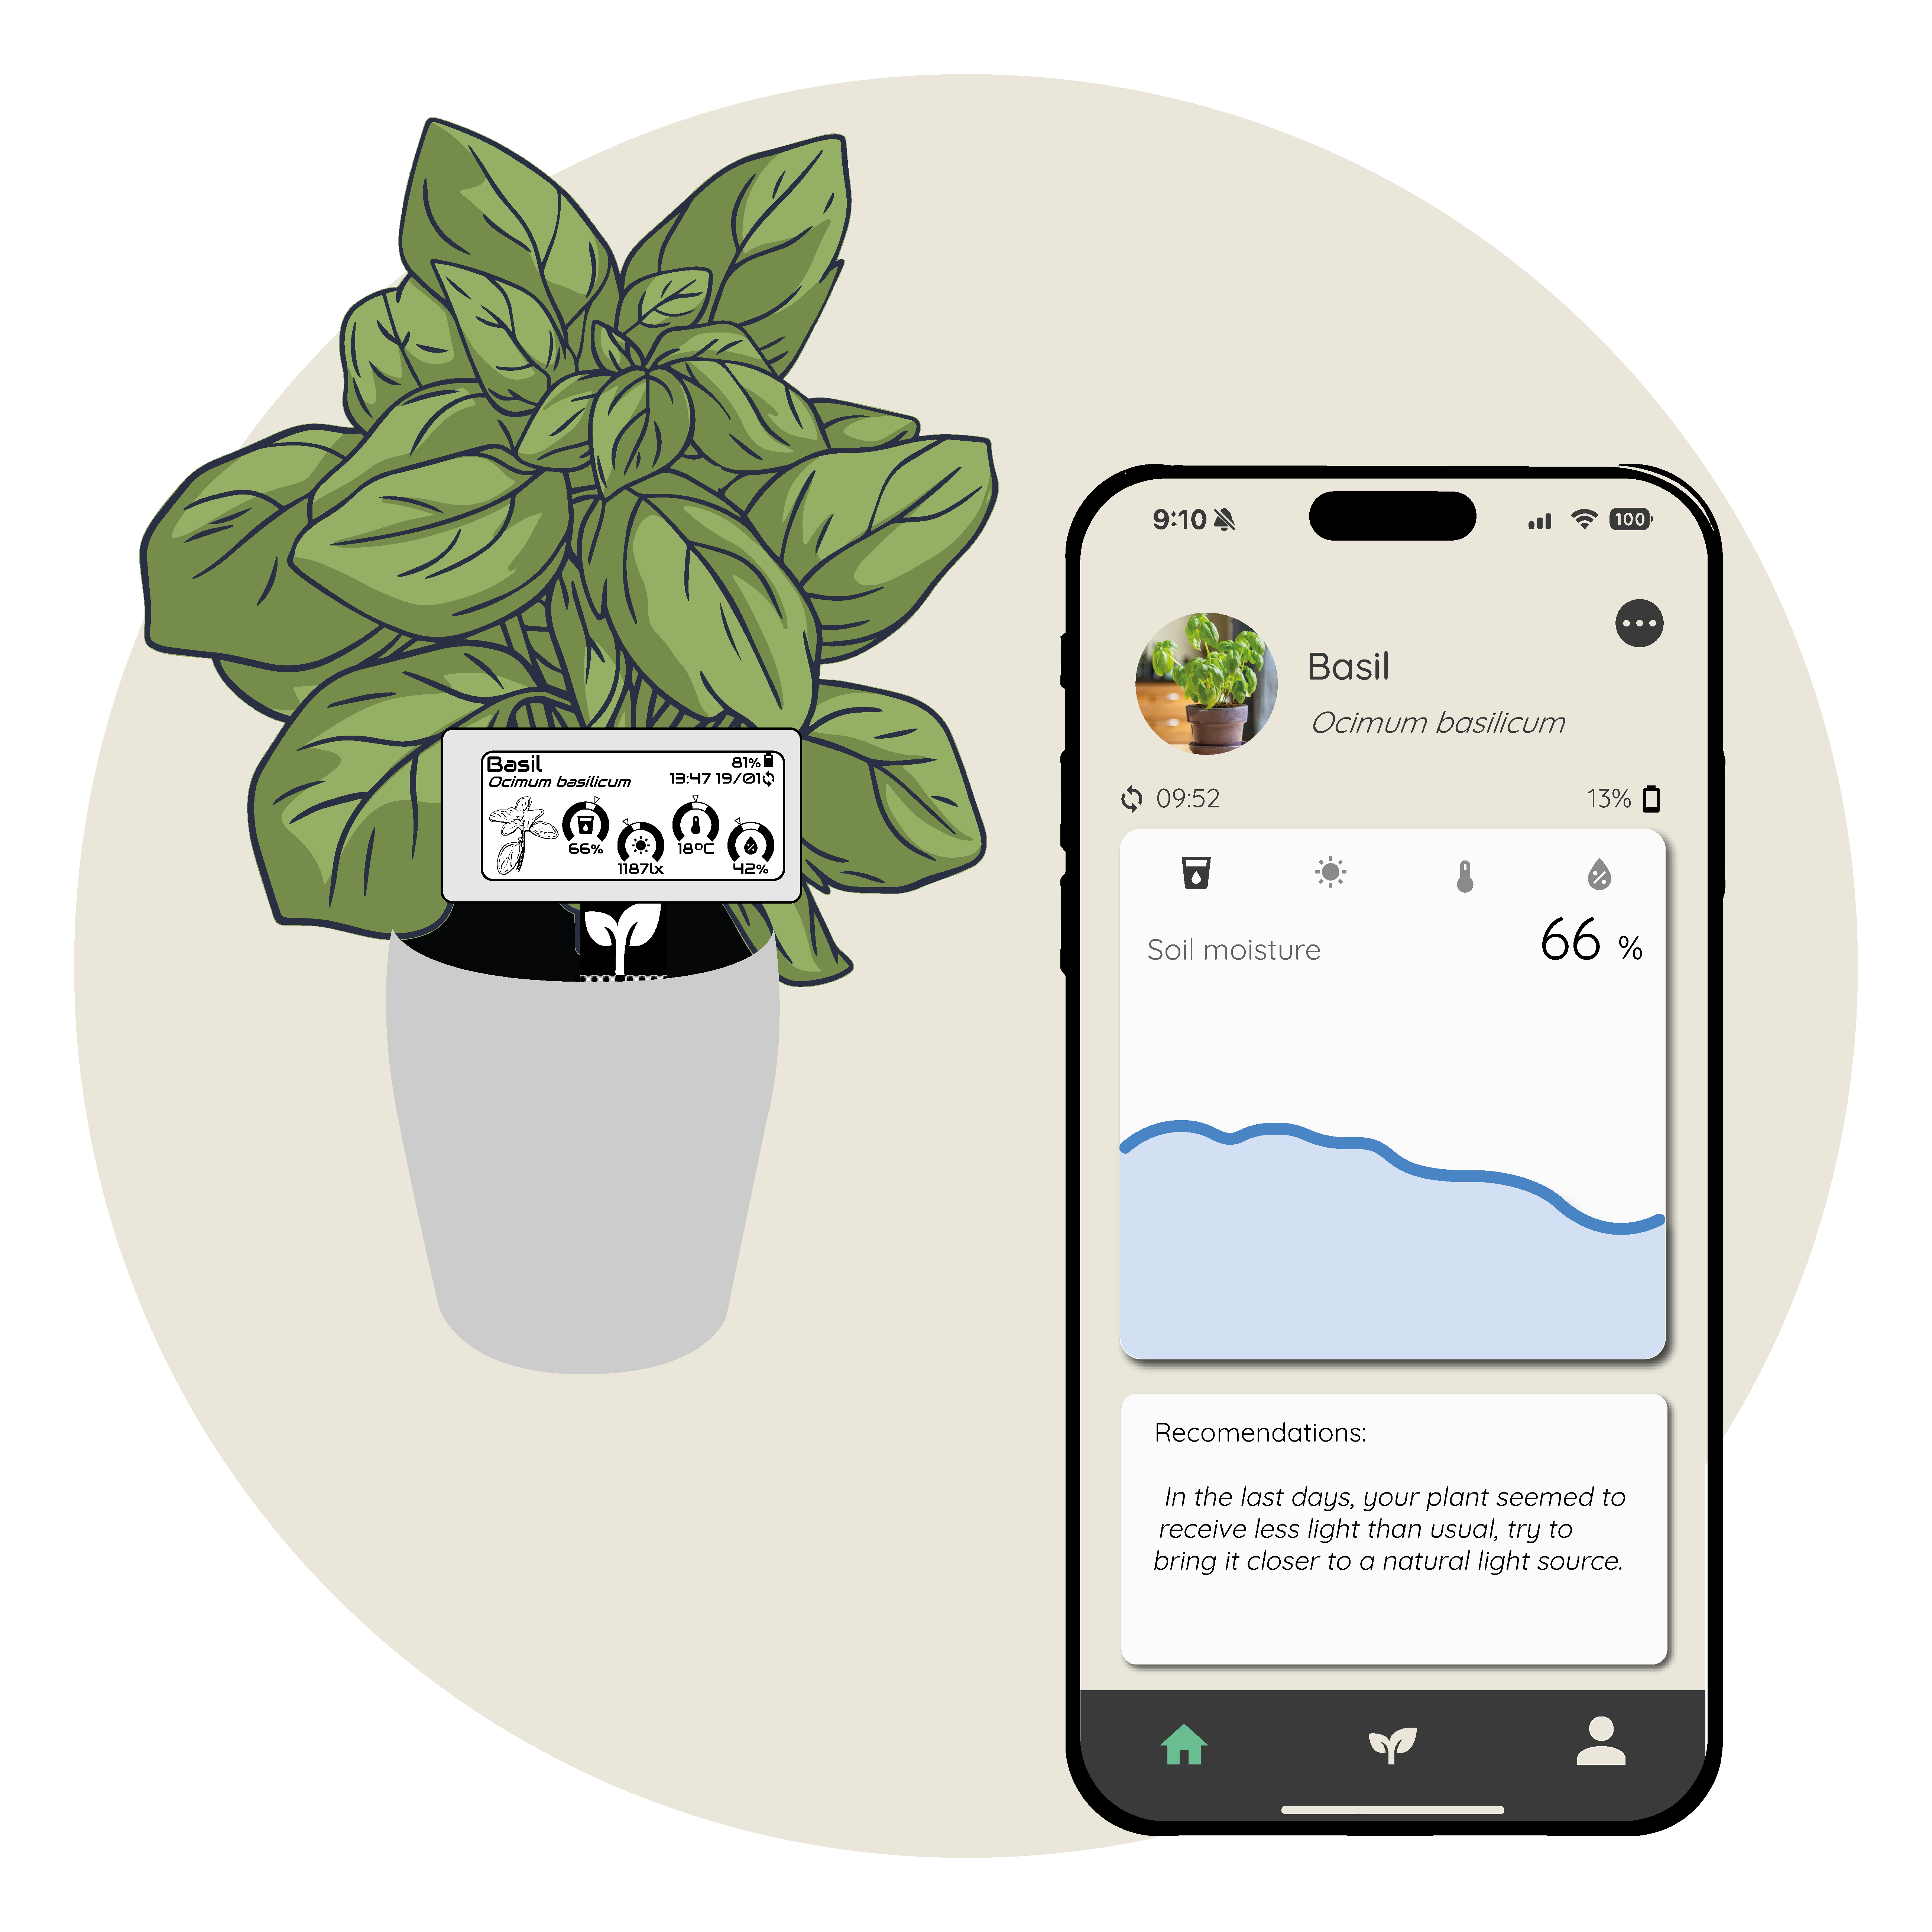 Basil
81%
Ocimum basilicum
13:47 19/01
66%
1187lx
18ºC
42%
9:10
100
Basil
Ocimum basilicum
09:52
13%
Soil moisture
66 %
Recomendations:
In the last days, your plant seemed to
receive less light than usual, try to
bring it closer to a natural light source.